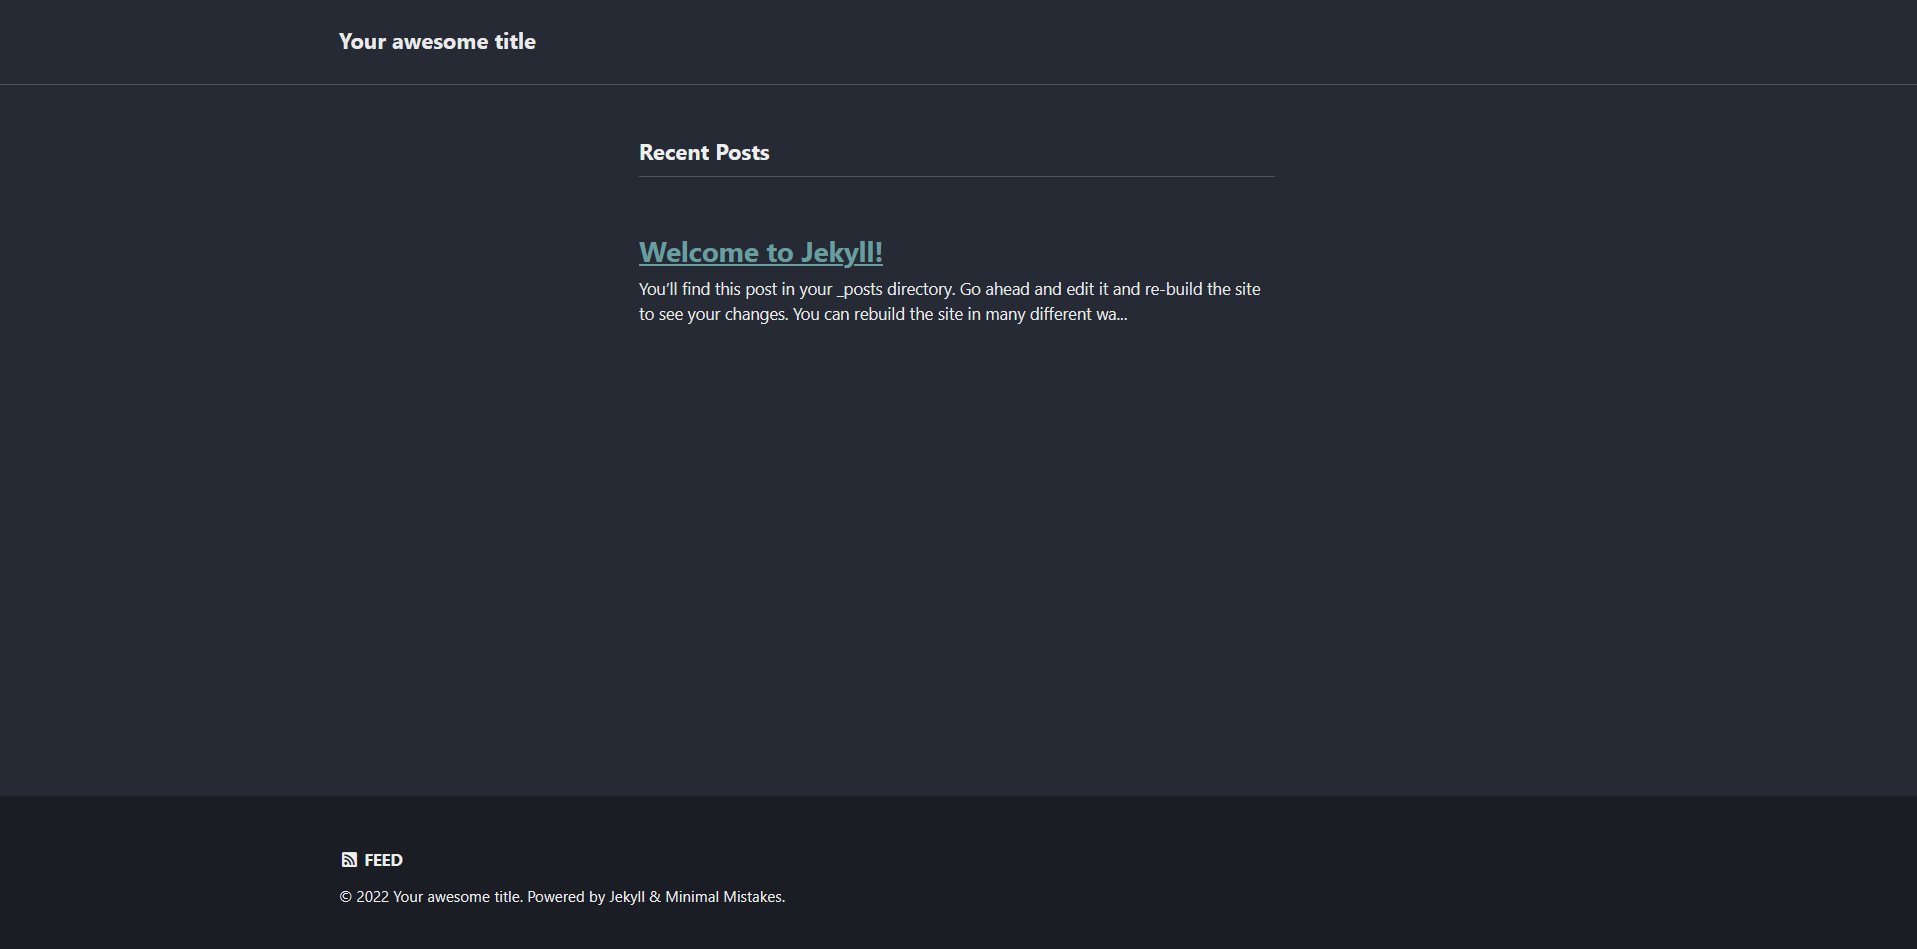 Your awesome title
Recent Posts
Welcome to Jekyll!
You’ll find this post in your _posts directory. Go ahead and edit it and re-build the site
to see your changes. You can rebuild the site in many different wa...
FEED
© 2022 Your awesome title. Powered by Jekyll & Minimal Mistakes.